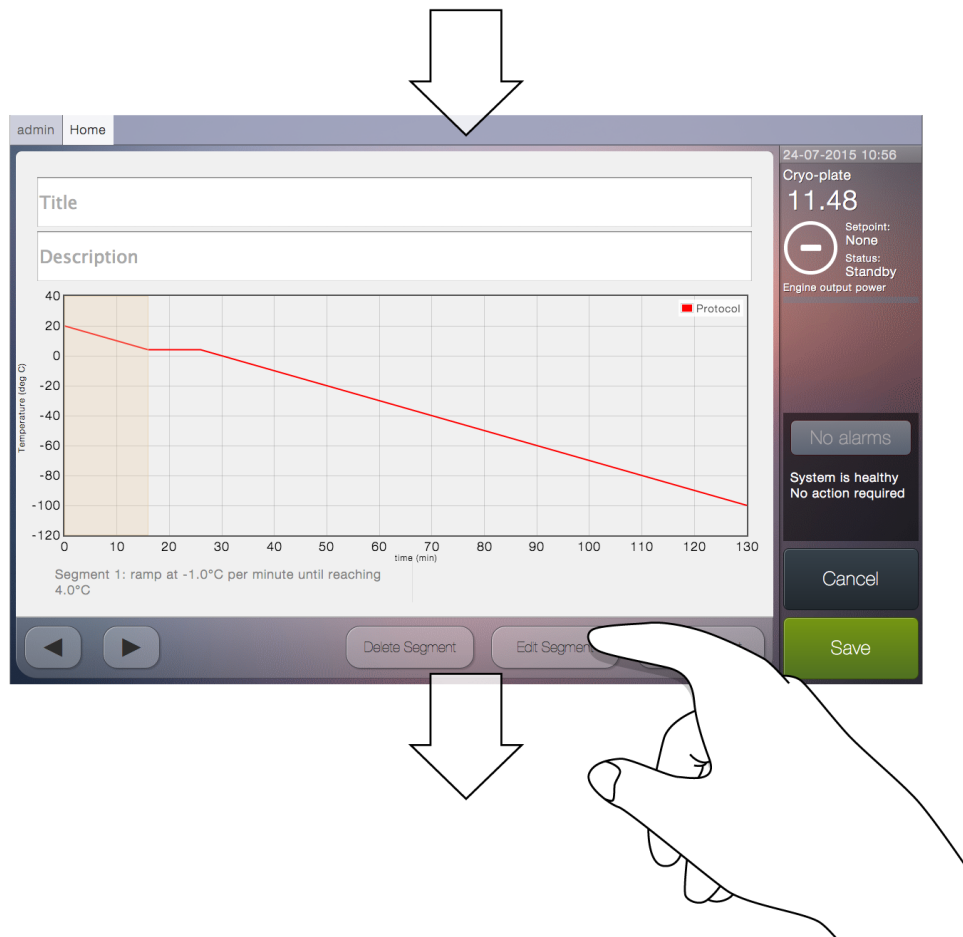 admin Home
24-07-2015 10:56
Cryo-plate
11.48
Setpoint:
None
Status:
Standby
Engine output power
Title
Description
Protocol
Temperature (deg C)
40
20
0
-20
-40
-60
-80
-100
-120
0 10 20 30 40 50 60 70 80 90 100 110 120 130
time (min)
Segment 1: ramp at -1.0°C per minute until reaching
4.0°C
No alarms
System is healthy
No action required
Cancel
Save
Delete Segment
Edit Segment